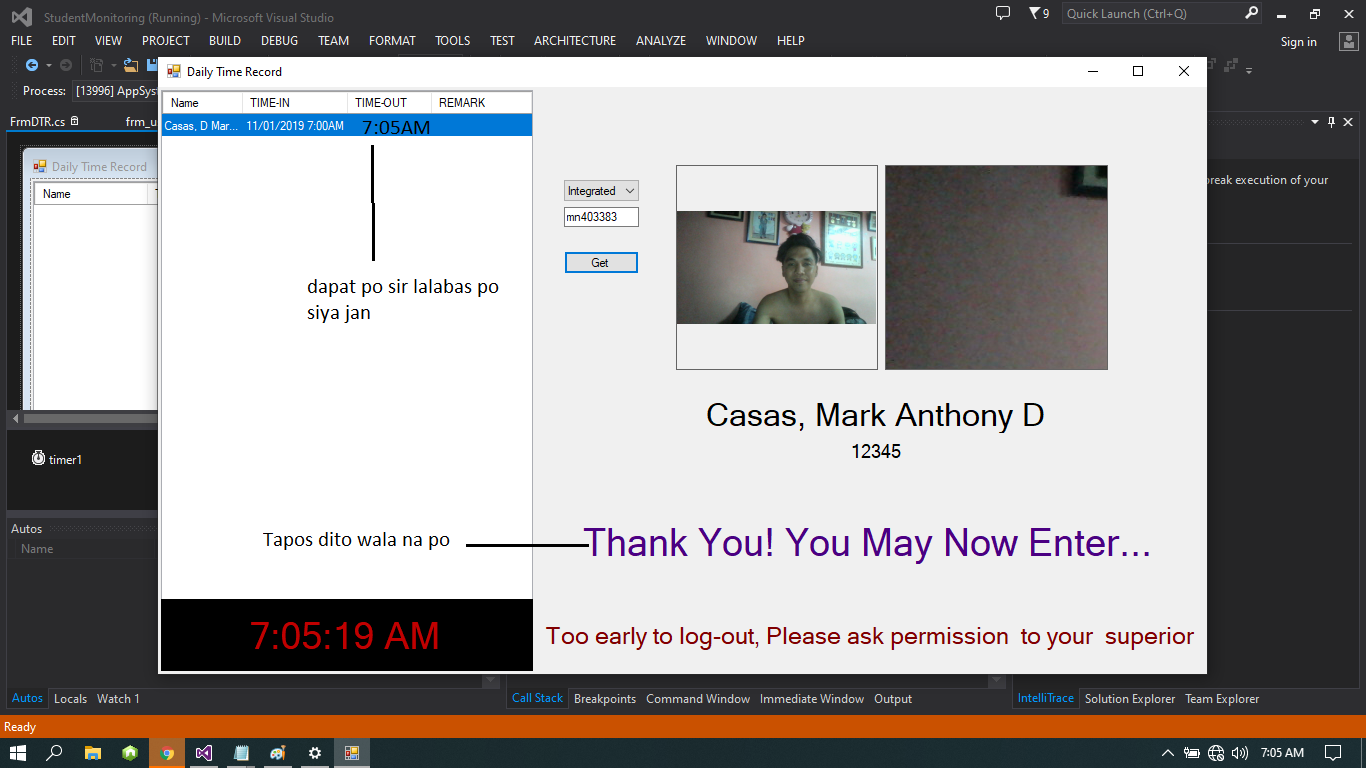 StudentMonitoring (Running) - Microsoft Visual Studio
9
Quick Launch (Ctrl+Q)
FILE EDIT VIEW PROJECT BUILD DEBUG TEAM FORMAT TOOLS TEST ARCHITECTURE ANALYZE WINDOW HELP
Sign in
Process: [13996] AppSys
Daily Time Record
FrmDTR.cs
frm_u
Name TIME-IN TIME-OUT REMARK
Casas, D Mar... 11/01/2019 7:00AM 7:05AM
Daily Time Record
Name
break execution of your
Integrated
mn403383
Get
dapat po sir lalabas po
siya jan
Casas, Mark Anthony D
12345
timer1
Autos
Name
Tapos dito wala na po
Thank You! You May Now Enter...
7:05:19 AM
Too early to log-out, Please ask permission to your superior
Autos Locals Watch 1
Call Stack Breakpoints Command Window Immediate Window Output
IntelliTrace Solution Explorer Team Explorer
Ready
7:05 AM